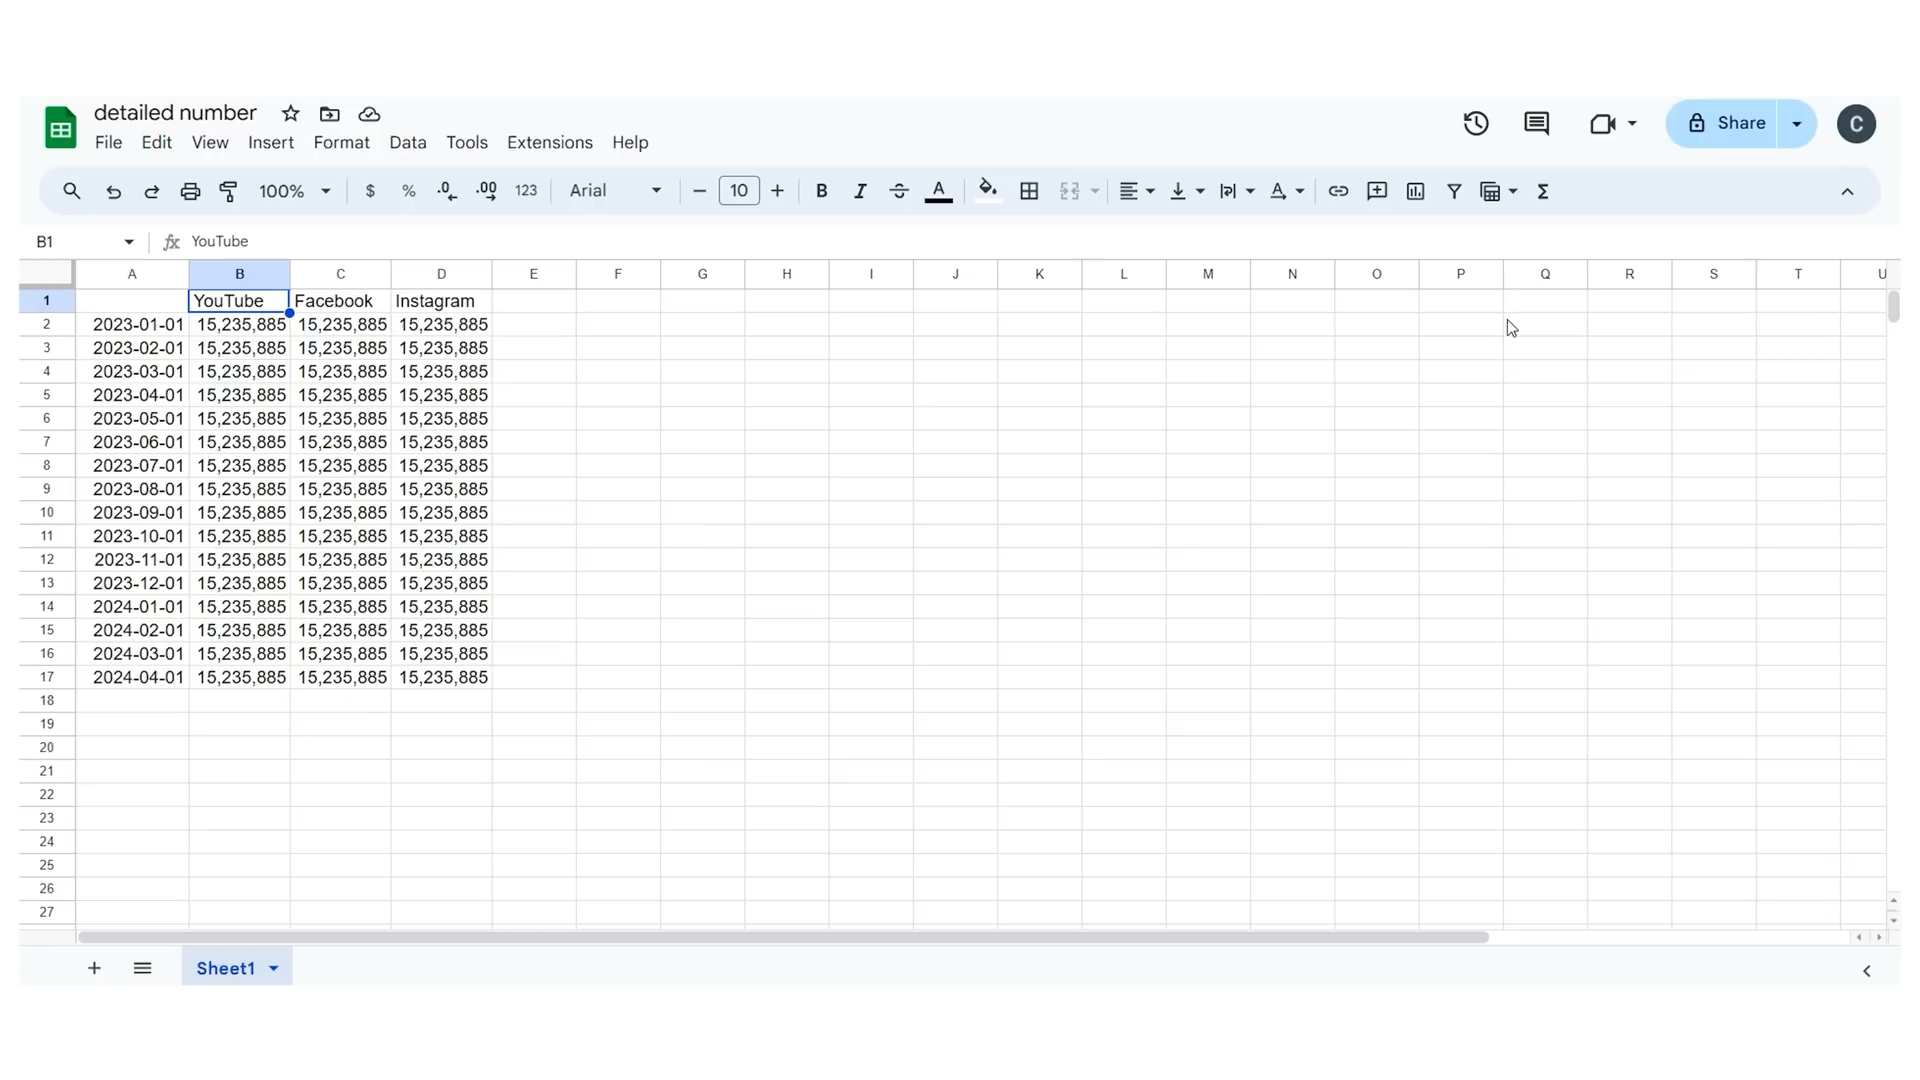 detailed number
File Edit View Insert Format Data Tools Extensions Help
Share
C
100% $ % .0 .00 123 Arial 10 B I A A Σ
B1 fx YouTube
A B C D E F G H I J K L M N O P Q R S T U
1 YouTube Facebook Instagram
2 2023-01-01 15,235,885 15,235,885 15,235,885
3 2023-02-01 15,235,885 15,235,885 15,235,885
4 2023-03-01 15,235,885 15,235,885 15,235,885
5 2023-04-01 15,235,885 15,235,885 15,235,885
6 2023-05-01 15,235,885 15,235,885 15,235,885
7 2023-06-01 15,235,885 15,235,885 15,235,885
8 2023-07-01 15,235,885 15,235,885 15,235,885
9 2023-08-01 15,235,885 15,235,885 15,235,885
10 2023-09-01 15,235,885 15,235,885 15,235,885
11 2023-10-01 15,235,885 15,235,885 15,235,885
12 2023-11-01 15,235,885 15,235,885 15,235,885
13 2023-12-01 15,235,885 15,235,885 15,235,885
14 2024-01-01 15,235,885 15,235,885 15,235,885
15 2024-02-01 15,235,885 15,235,885 15,235,885
16 2024-03-01 15,235,885 15,235,885 15,235,885
17 2024-04-01 15,235,885 15,235,885 15,235,885
18
19
20
21
22
23
24
25
26
27
Sheet1